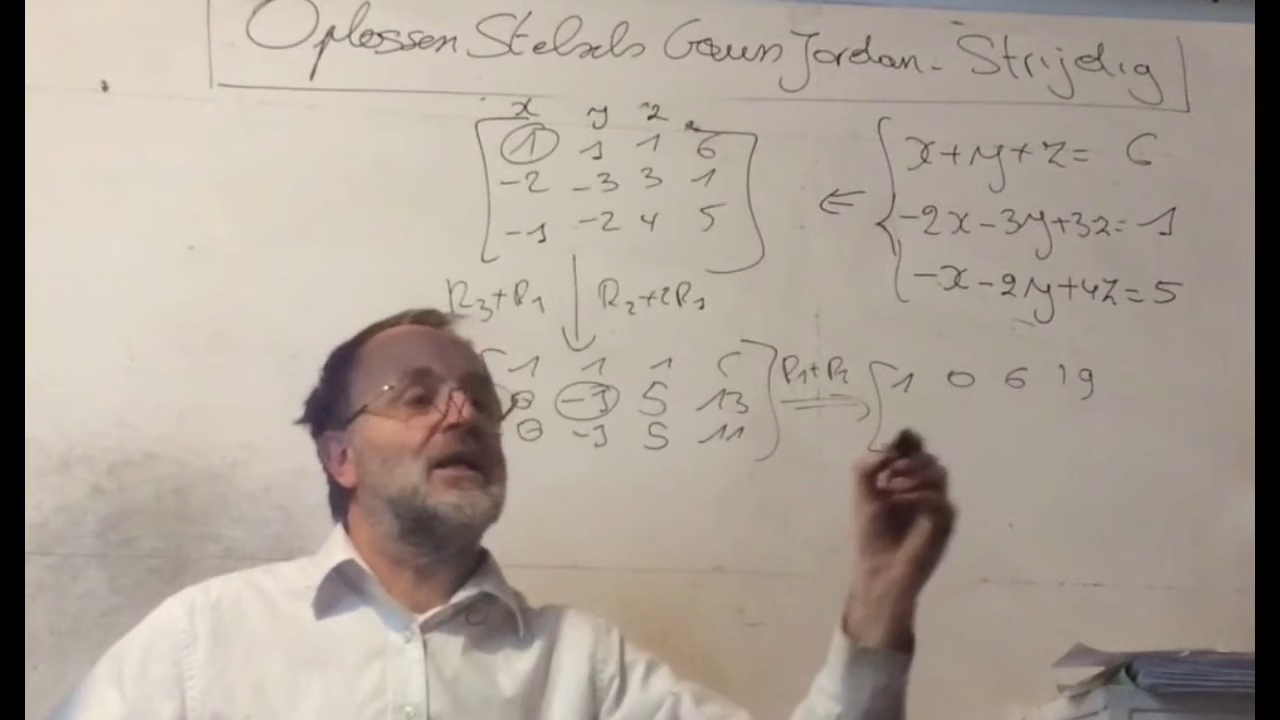 Oplossen Stelsels Gauss Jordan - Strijdig
x y z
1 1 1 6
-2 -3 3 1
-1 -2 4 5
⇐
x+y+z= 6
-2x-3y+3z=1
-x-2y+4z=5
R3+R1
R2+2R1
1 1 1 6
0 -1 5 13
0 -1 5 11
R1+R2
1 0 6 19